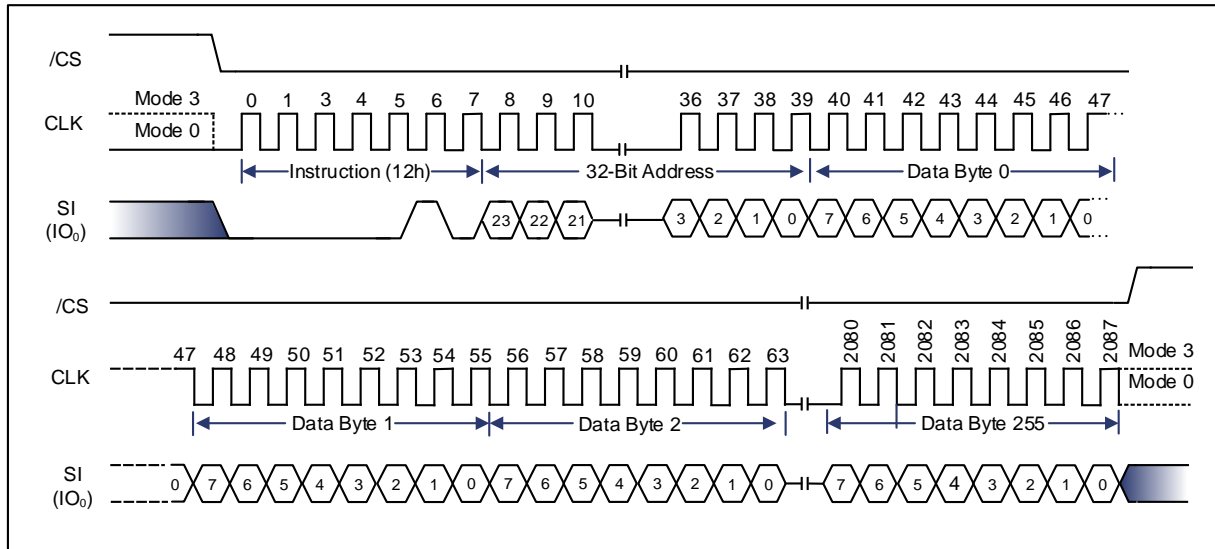 /CS
Mode 3 0 1 3 4 5 6 7 8 9 10 36 37 38 39 40 41 42 43 44 45 46 47
CLK Mode 0
Instruction (12h) 32-Bit Address Data Byte 0
SI (IO0) 23 22 21 3 2 1 0 7 6 5 4 3 2 1 0
/CS
47 48 49 50 51 52 53 54 55 56 57 58 59 60 61 62 63 2080 2081 2082 2083 2084 2085 2086 2087 Mode 3
CLK Mode 0
Data Byte 1 Data Byte 2 Data Byte 255
SI (IO0) 0 7 6 5 4 3 2 1 0 7 6 5 4 3 2 1 0 7 6 5 4 3 2 1 0